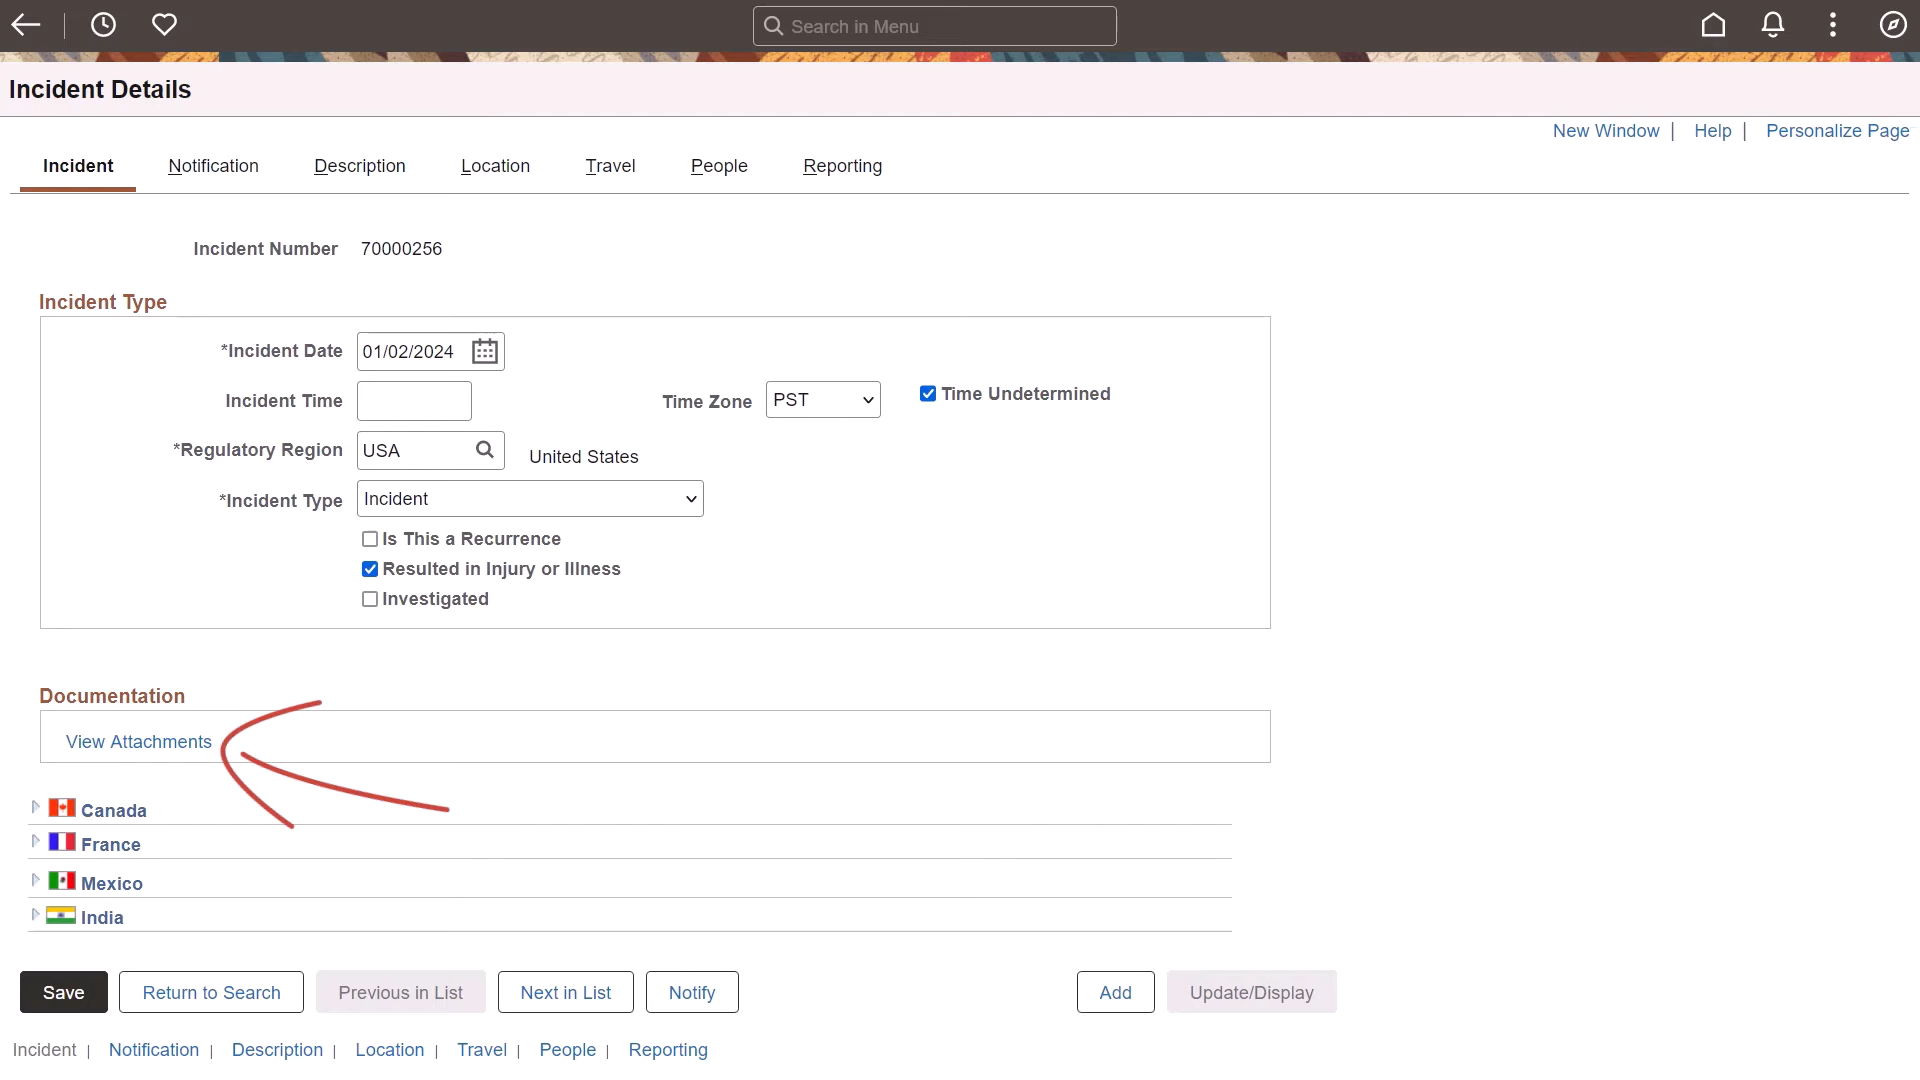 Search in Menu
Incident Details
New Window | Help | Personalize Page
Incident Notification Description Location Travel People Reporting
Incident Number 70000256
Incident Type
*Incident Date 01/02/2024
Incident Time Time Zone PST Time Undetermined
*Regulatory Region USA United States
*Incident Type Incident
Is This a Recurrence
Resulted in Injury or Illness
Investigated
Documentation
View Attachments
Canada
France
Mexico
India
Save Return to Search Previous in List Next in List Notify Add Update/Display
Incident | Notification | Description | Location | Travel | People | Reporting